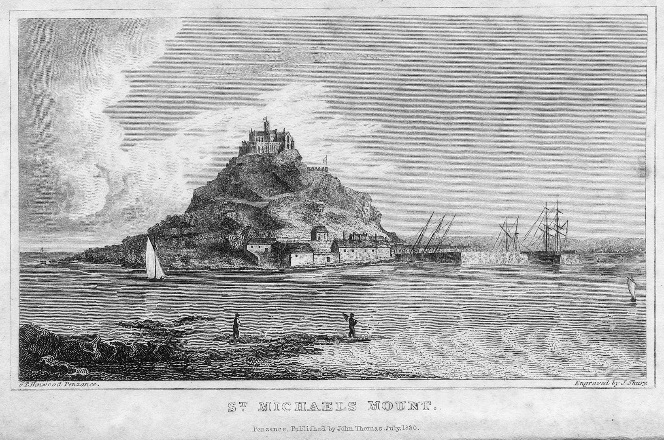 Penzance.
Engraved by J. Shury.
ST. MICHAELS MOUNT.
Penzance, Published by John Thomas July, 1830.